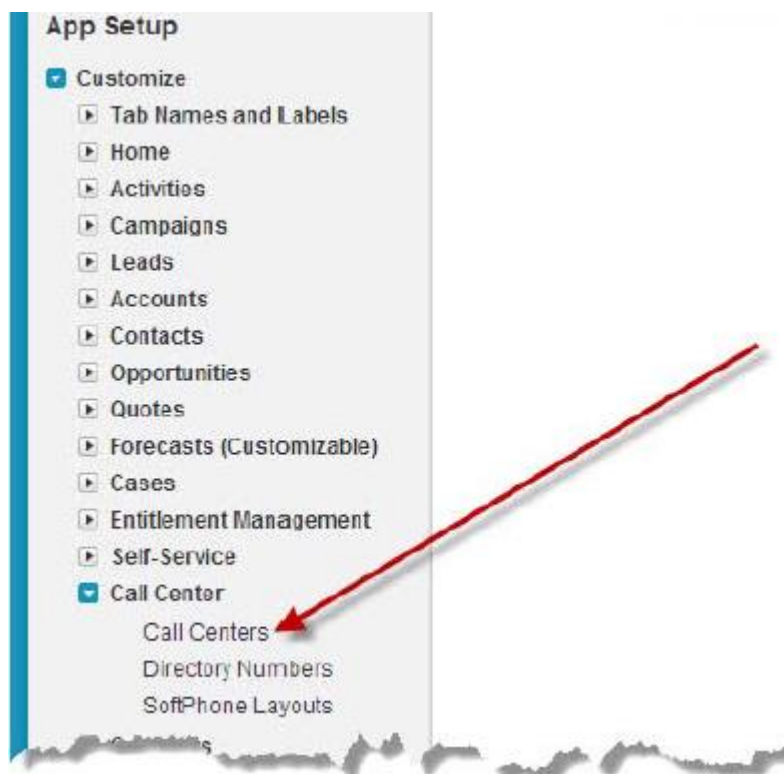 App Setup
Customize
Tab Names and Labels
Home
Activities
Campaigns
Leads
Accounts
Contacts
Opportunities
Quotes
Forecasts (Customizable)
Cases
Entitlement Management
Self-Service
Call Center
Call Centers
Directory Numbers
SoftPhone Layouts